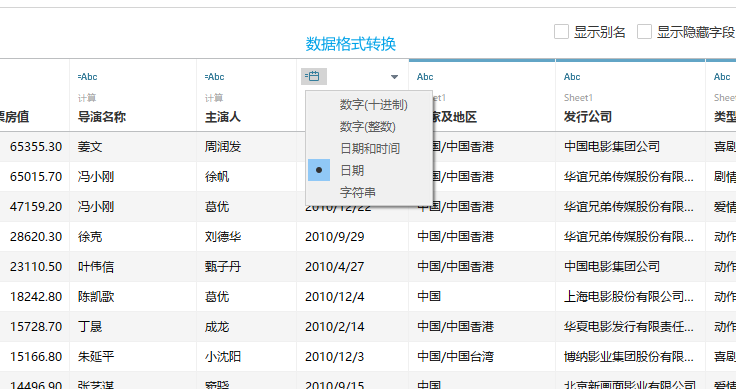 数据格式转换
显示别名 显示隐藏字段
=Abc =Abc Abc Abc Abc
计算 计算 Sheet1 Sheet1
票房值 导演名称 主演人 家及地区 发行公司 类型
数字(十进制)
数字(整数)
日期和时间
日期
字符串
65355.30 姜文 周润发 中国/中国香港 中国电影集团公司 喜剧
65015.70 冯小刚 徐帆 中国/中国香港 华谊兄弟传媒股份有限... 剧情
47159.20 冯小刚 葛优 2010/12/22 中国/中国香港 华谊兄弟传媒股份有限... 爱情
28620.30 徐克 刘德华 2010/9/29 中国/中国香港 华谊兄弟传媒股份有限... 动作
23110.50 叶伟信 甄子丹 2010/4/27 中国/中国香港 中国电影集团公司 动作
18242.80 陈凯歌 葛优 2010/12/4 中国 上海电影股份有限公司... 动作
15728.70 丁晟 成龙 2010/2/14 中国/中国香港 华夏电影发行有限责任... 动作
15166.80 朱延平 小沈阳 2010/12/3 中国/中国台湾 博纳影业集团股份有限... 喜剧
14496.90 张艺谋 窦骁 2010/9/15 中国 北京新画面影业有限公... 爱情